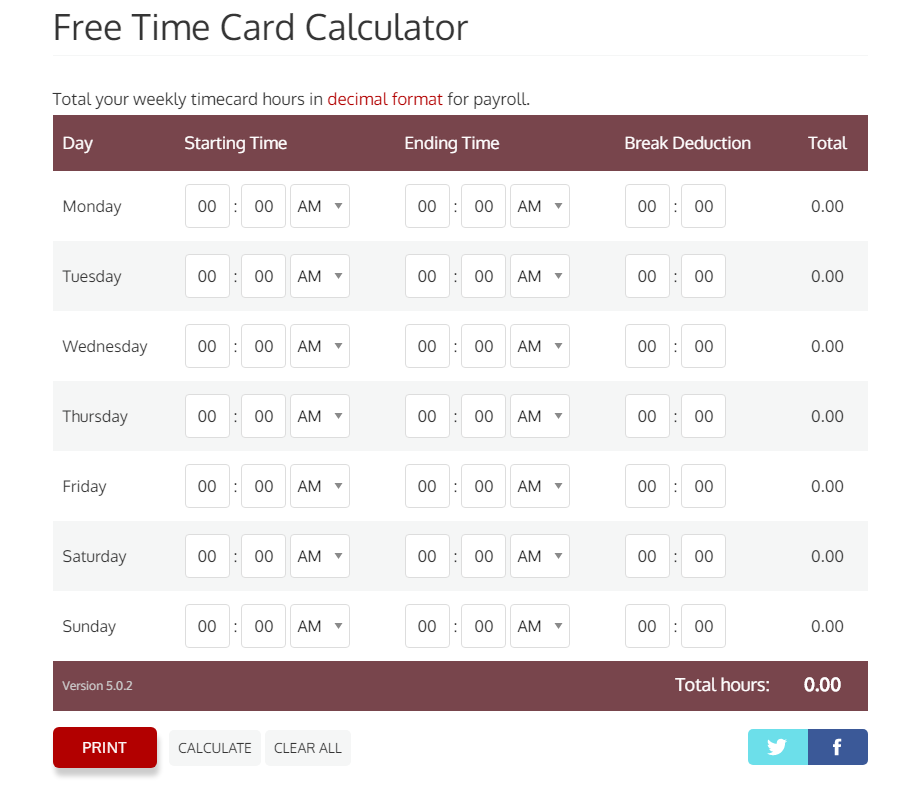 Free Time Card Calculator
Total your weekly timecard hours in decimal format for payroll.
Day Starting Time Ending Time Break Deduction Total
Monday 00 : 00 AM 00 : 00 AM 00 : 00 0.00
Tuesday 00 : 00 AM 00 : 00 AM 00 : 00 0.00
Wednesday 00 : 00 AM 00 : 00 AM 00 : 00 0.00
Thursday 00 : 00 AM 00 : 00 AM 00 : 00 0.00
Friday 00 : 00 AM 00 : 00 AM 00 : 00 0.00
Saturday 00 : 00 AM 00 : 00 AM 00 : 00 0.00
Sunday 00 : 00 AM 00 : 00 AM 00 : 00 0.00
Version 5.0.2 Total hours: 0.00
PRINT CALCULATE CLEAR ALL f